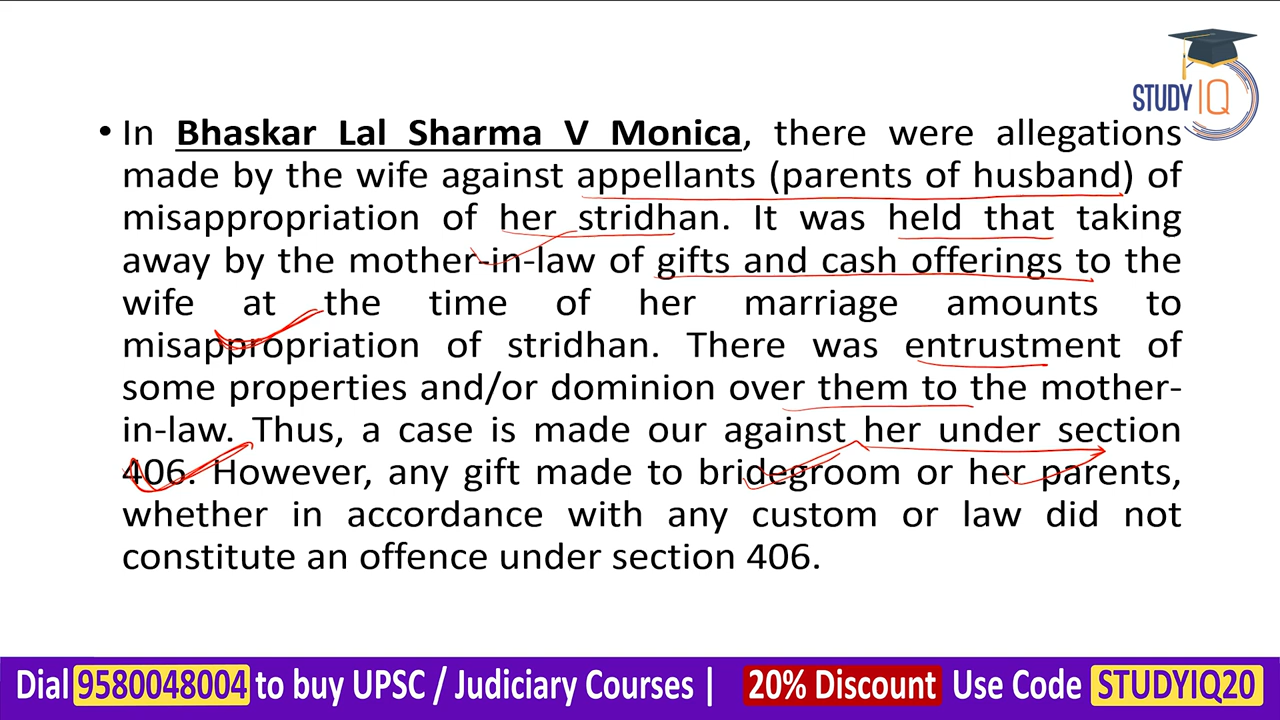 STUDY IQ
• In Bhaskar Lal Sharma V Monica, there were allegations
made by the wife against appellants (parents of husband) of
misappropriation of her stridhan. It was held that taking
away by the mother-in-law of gifts and cash offerings to the
wife at the time of her marriage amounts to
misappropriation of stridhan. There was entrustment of
some properties and/or dominion over them to the mother-
in-law. Thus, a case is made our against her under section
406. However, any gift made to bridegroom or her parents,
whether in accordance with any custom or law did not
constitute an offence under section 406.
Dial 9580048004 to buy UPSC / Judiciary Courses | 20% Discount Use Code STUDYIQ20